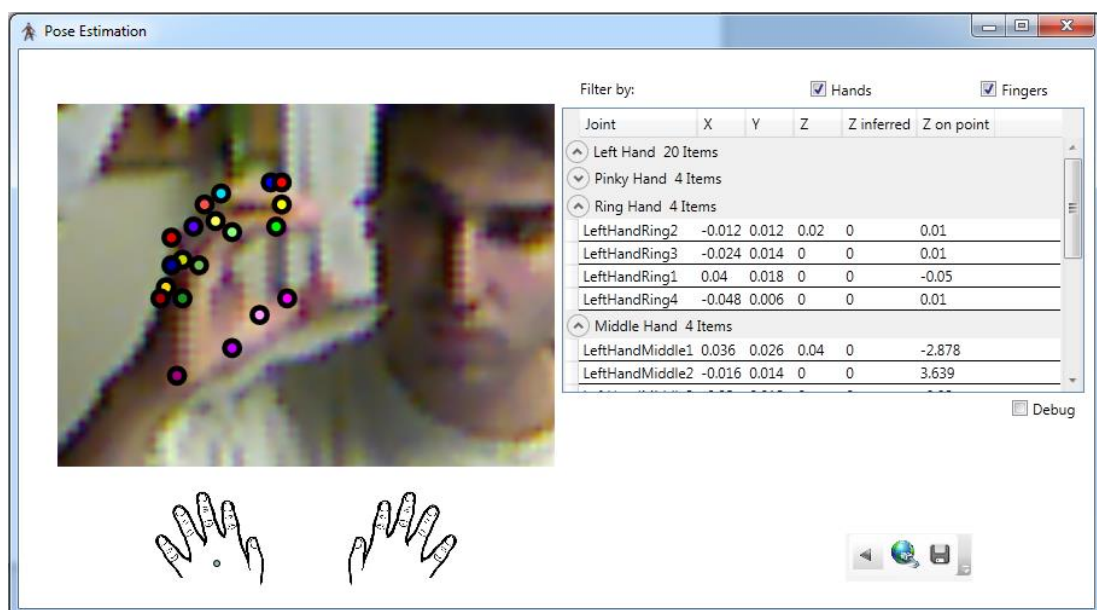 Pose Estimation
Filter by: Hands Fingers
Joint X Y Z Z inferred Z on point
Left Hand 20 Items
Pinky Hand 4 Items
Ring Hand 4 Items
LeftHandRing2 -0.012 0.012 0.02 0 0.01
LeftHandRing3 -0.024 0.014 0 0 0.01
LeftHandRing1 0.04 0.018 0 0 -0.05
LeftHandRing4 -0.048 0.006 0 0 0.01
Middle Hand 4 Items
LeftHandMiddle1 0.036 0.026 0.04 0 -2.878
LeftHandMiddle2 -0.016 0.014 0 0 3.639
Debug